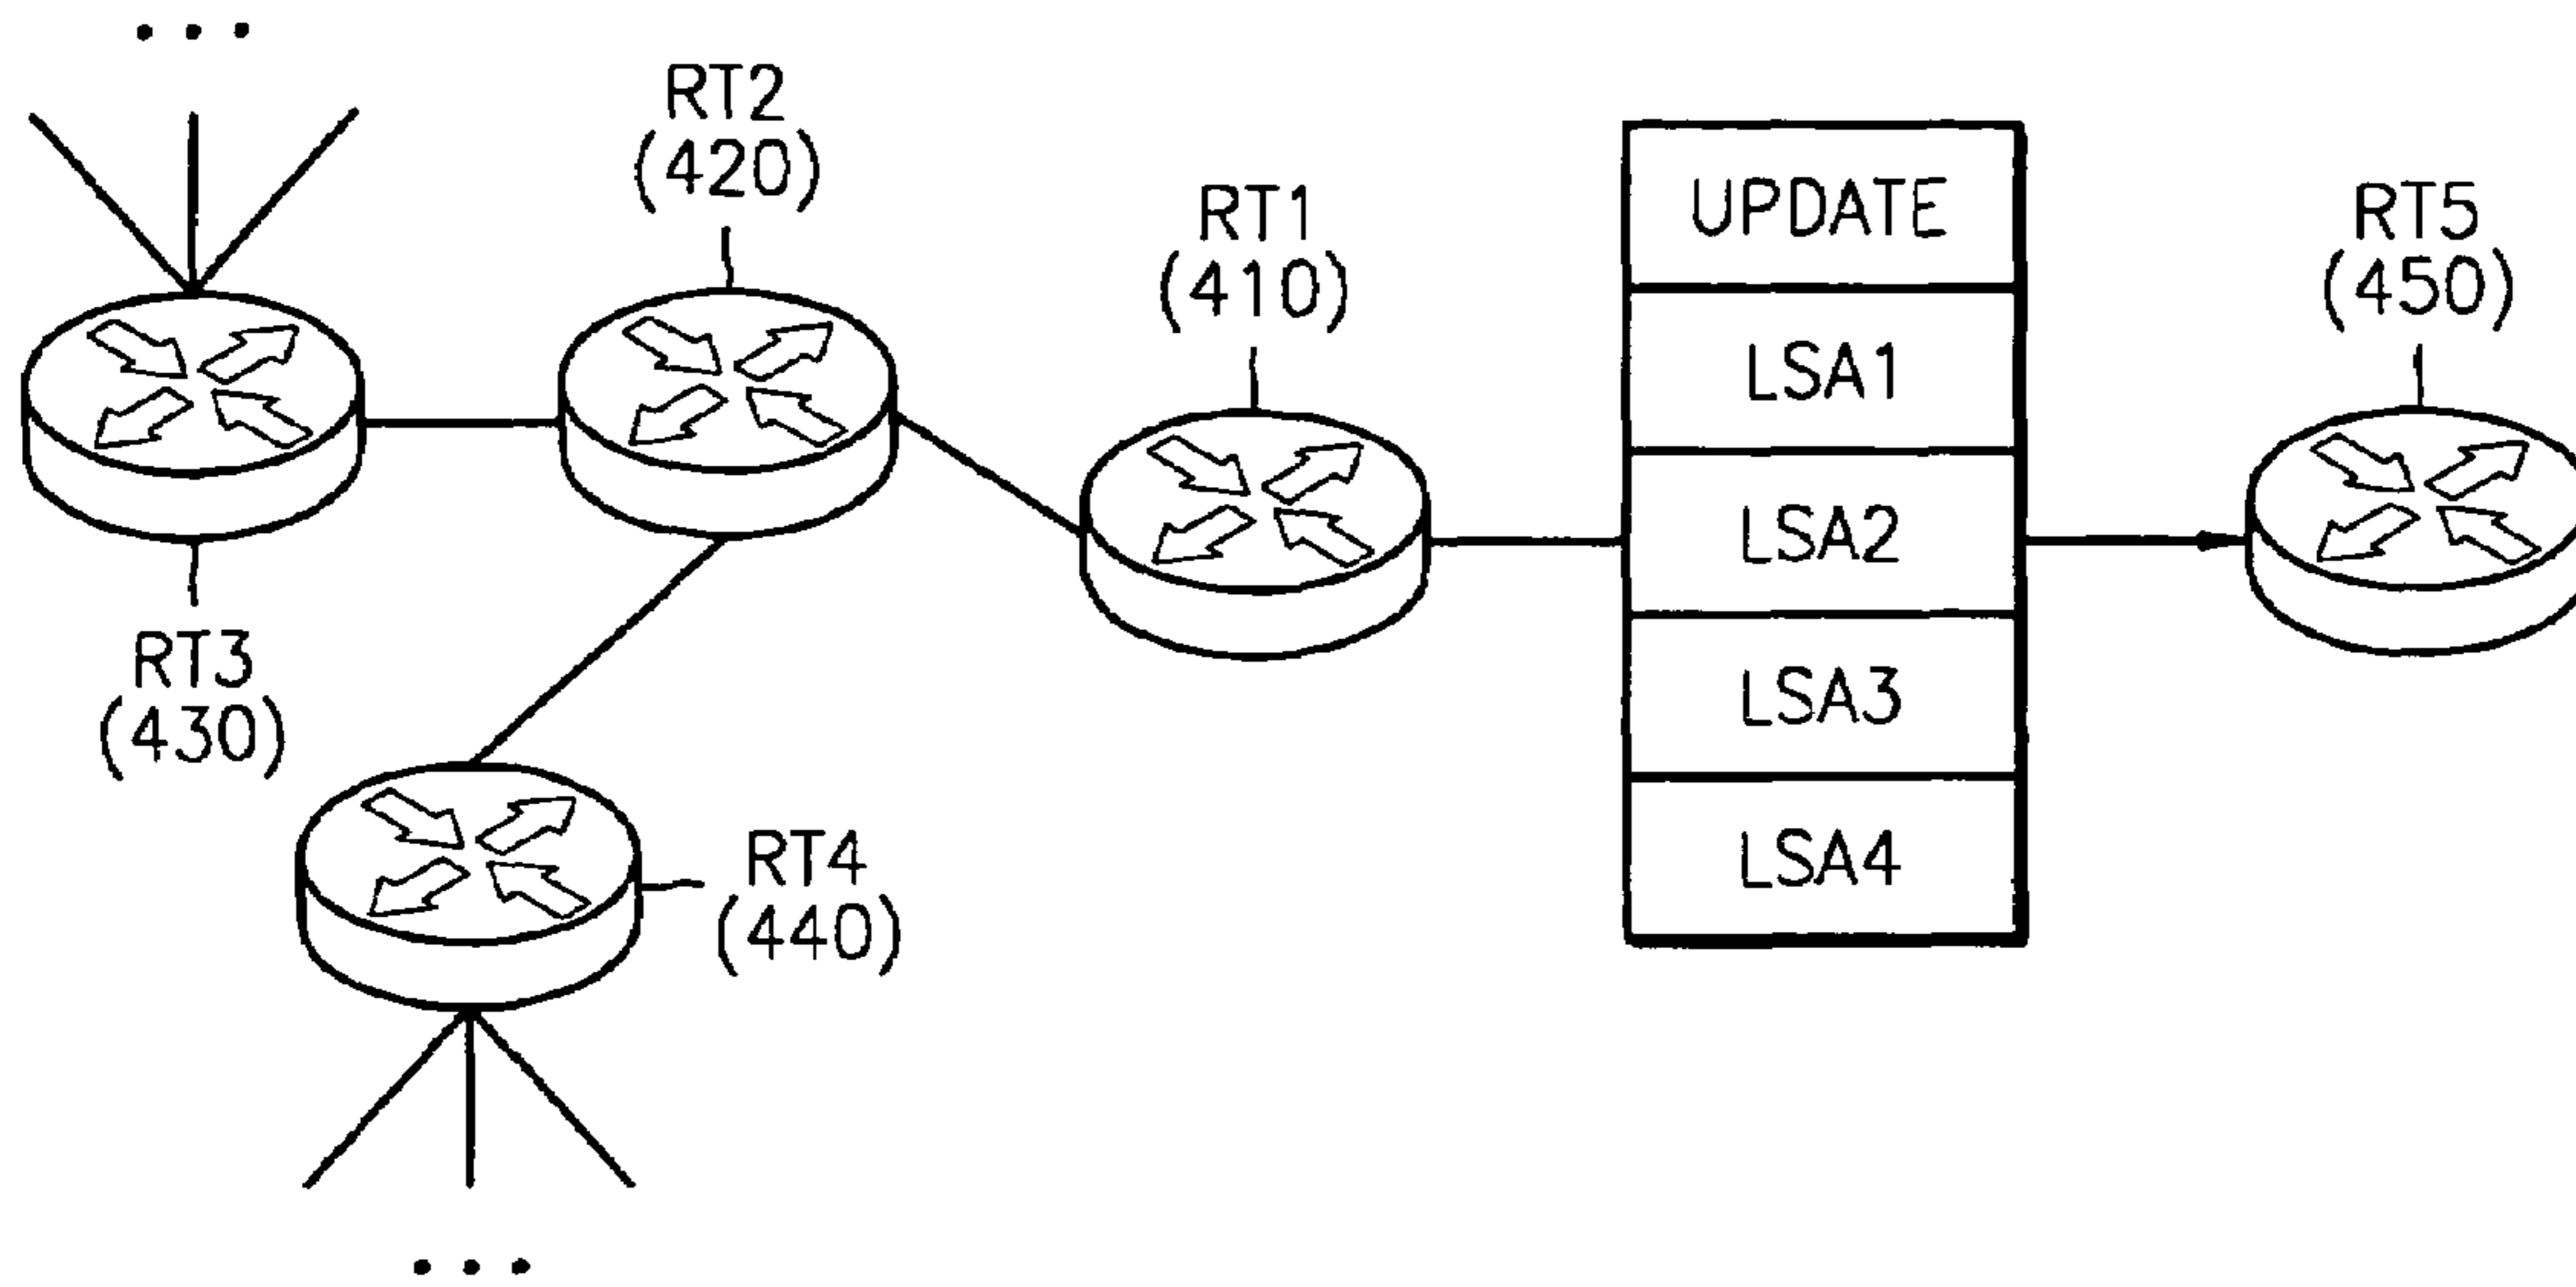 RT2
(420)
RT1
(410)
UPDATE
LSA1
LSA2
LSA3
LSA4
RT5
(450)
RT3
(430)
RT4
(440)